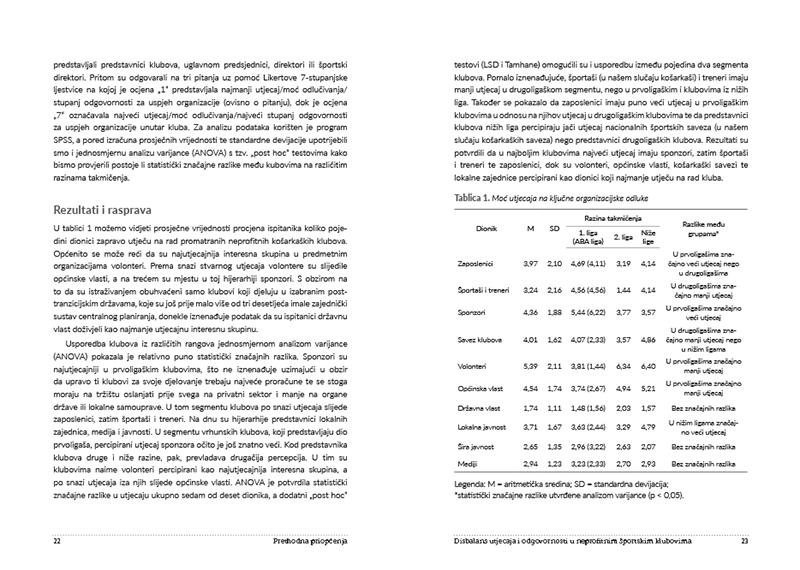 predstavljali predstavnici klubova, uglavnom predsjednici, direktori ili športski
direktori. Pritom su odgovarali na tri pitanja uz pomoć Likertove 7-stupanjske
ljestvice na kojoj je ocjena „1” predstavljala najmanji utjecaj/moć odlučivanja/
stupanj odgovornosti za uspjeh organizacije (ovisno o pitanju), dok je ocjena
„7” označavala najveći utjecaj/moć odlučivanja/najveći stupanj odgovornosti
za uspjeh organizacije unutar kluba. Za analizu podataka korišten je program
SPSS, a pored izračuna prosječnih vrijednosti te standardne devijacije upotrijebili
smo i jednosmjernu analizu varijance (ANOVA) s tzv. „post hoc” testovima kako
bismo provjerili postoje li statistički značajne razlike među kubovima na različitim
razinama takmičenja.
Rezultati i rasprava
U tablici 1 možemo vidjeti prosječne vrijednosti procjena ispitanika koliko poje-
dini dionici zapravo utječu na rad promatranih neprofitnih košarkaških klubova.
Općenito se može reći da su najutjecajnija interesna skupina u predmetnim
organizacijama volonteri. Prema snazi stvarnog utjecaja volontere su slijedile
općinske vlasti, a na trećem su mjestu u toj hijerarhiji sponzori. S obzirom na
to da su istraživanjem obuhvaćeni samo klubovi koji djeluju u izabranim post-
tranzicijskim državama, koje su još prije malo više od tri desetljeća imale zajednički
sustav centralnog planiranja, donekle iznenađuje podatak da su ispitanici državnu
vlast doživjeli kao najmanje utjecajnu interesnu skupinu.
Usporedba klubova iz različitih rangova jednosmjernom analizom varijance
(ANOVA) pokazala je relativno puno statistički značajnih razlika. Sponzori su
najutjecajniji u prvoligaškim klubovima, što ne iznenađuje uzimajući u obzir
da upravo ti klubovi za svoje djelovanje trebaju najveće proračune te se stoga
moraju na tržištu oslanjati prije svega na privatni sektor i manje na organe
države ili lokalne samouprave. U tom segmentu klubova po snazi utjecaja slijede
zaposlenici, zatim športaši i treneri. Na dnu su hijerarhije predstavnici lokalnih
zajednica, medija i javnosti. U segmentu vrhunskih klubova, koji predstavljaju dio
prvoligaša, percipirani utjecaj sponzora očito je još znatno veći. Kod predstavnika
klubova druge i niže razine, pak, prevladava drugačija percepcija. U tim su
klubovima naime volonteri percipirani kao najutjecajnija interesna skupina, a
po snazi utjecaja iza njih slijede općinske vlasti. ANOVA je potvrdila statistički
značajne razlike u utjecaju ukupno sedam od deset dionika, a dodatni „post hoc”
22
Prethodna priopćenja
testovi (LSD i Tamhane) omogućili su i usporedbu između pojedina dva segmenta
klubova. Pomalo iznenađujuće, športaši (u našem slučaju košarkaši) i treneri imaju
manji utjecaj u drugoligaškom segmentu, nego u prvoligaškim i klubovima iz nižih
liga. Također se pokazalo da zaposlenici imaju puno veći utjecaj u prvoligaškim
klubovima u odnosu na njihov utjecaj u drugoligaškim klubovima te da predstavnici
klubova nižih liga percipiraju jači utjecaj nacionalnih športskih saveza (u našem
slučaju košarkaških saveza) nego predstavnici drugoligaških klubova. Rezultati su
potvrdili da u najboljim klubovima najveći utjecaj imaju sponzori, zatim športaši
i treneri te zaposlenici, dok su volonteri, općinske vlasti, košarkaški savezi te
lokalne zajednice percipirani kao dionici koji najmanje utječu na rad kluba.
Tablica 1. Moć utjecaja na ključne organizacijske odluke
Razina takmičenja
Dionik M SD 1. liga (ABA liga) 2. liga Niže lige Razlike među grupama*
Zaposlenici 3,97 2,10 4,69 (4,11) 3,19 4,14 U prvoligašima zna-
čajno veći utjecaj nego
u drugoligašima
Športaši i treneri 3,24 2,16 4,56 (4,56) 1,44 4,14 U drugoligašima zna-
čajno manji utjecaj
Sponzori 4,36 1,88 5,44 (6,22) 3,77 3,57 U prvoligašima značajno
veći utjecaj
Savez klubova 4,01 1,62 4,07 (2,33) 3,57 4,86 U drugoligašima zna-
čajno manji utjecaj nego
u nižim ligama
Volonteri 5,39 2,11 3,81 (1,44) 6,34 6,40 U prvoligašima značajno
manji utjecaj
Općinska vlast 4,54 1,74 3,74 (2,67) 4,94 5,21 U prvoligašima značajno
manji utjecaj
Državna vlast 1,74 1,11 1,48 (1,56) 2,03 1,57 Bez značajnih razlika
Lokalna javnost 3,71 1,67 3,63 (2,44) 3,29 4,79 U nižim ligama značaj-
no veći utjecaj
Šira javnost 2,65 1,35 2,96 (3,22) 2,63 2,07 Bez značajnih razlika
Mediji 2,94 1,23 3,23 (2,33) 2,70 2,93 Bez značajnih razlika
Legenda: M = aritmetička sredina; SD = standardna devijacija;
*statistički značajne razlike utvrđene analizom varijance (p < 0,05).
Disbalans utjecaja i odgovornosti u neprofitnim športskim klubovima
23